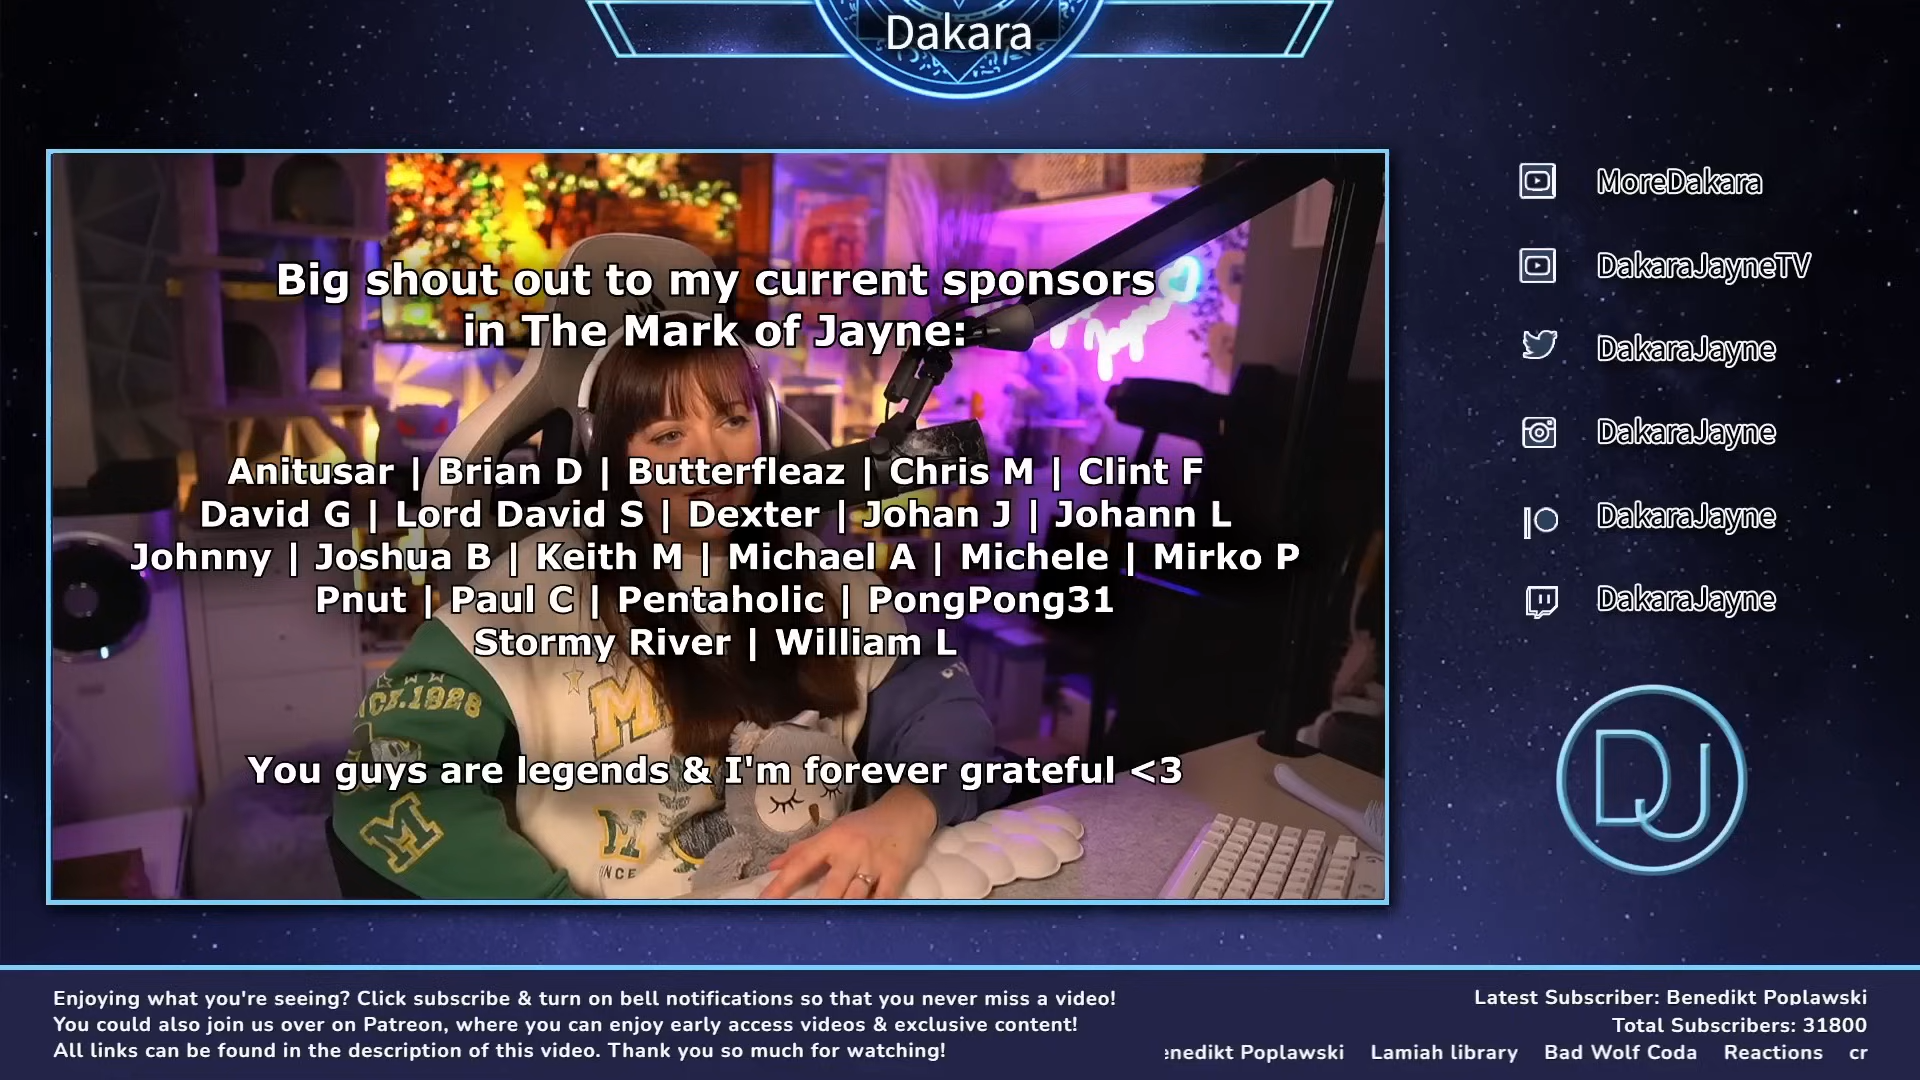 Dakara
Big shout out to my current sponsors
in The Mark of Jayne:
Anitusar | Brian D | Butterfleaz | Chris M | Clint F
David G | Lord David S | Dexter | Johan J | Johann L
Johnny | Joshua B | Keith M | Michael A | Michele | Mirko P
Pnut | Paul C | Pentaholic | PongPong31
Stormy River | William L
You guys are legends & I'm forever grateful <3
NCE.1928
M
M
M
NCE
MoreDakara
DakaraJayneTV
DakaraJayne
DakaraJayne
DakaraJayne
DakaraJayne
DJ
Enjoying what you're seeing? Click subscribe & turn on bell notifications so that you never miss a video!
You could also join us over on Patreon, where you can enjoy early access videos & exclusive content!
All links can be found in the description of this video. Thank you so much for watching!
Latest Subscriber: Benedikt Poplawski
Total Subscribers: 31800
enedikt Poplawski Lamiah library Bad Wolf Coda Reactions cr